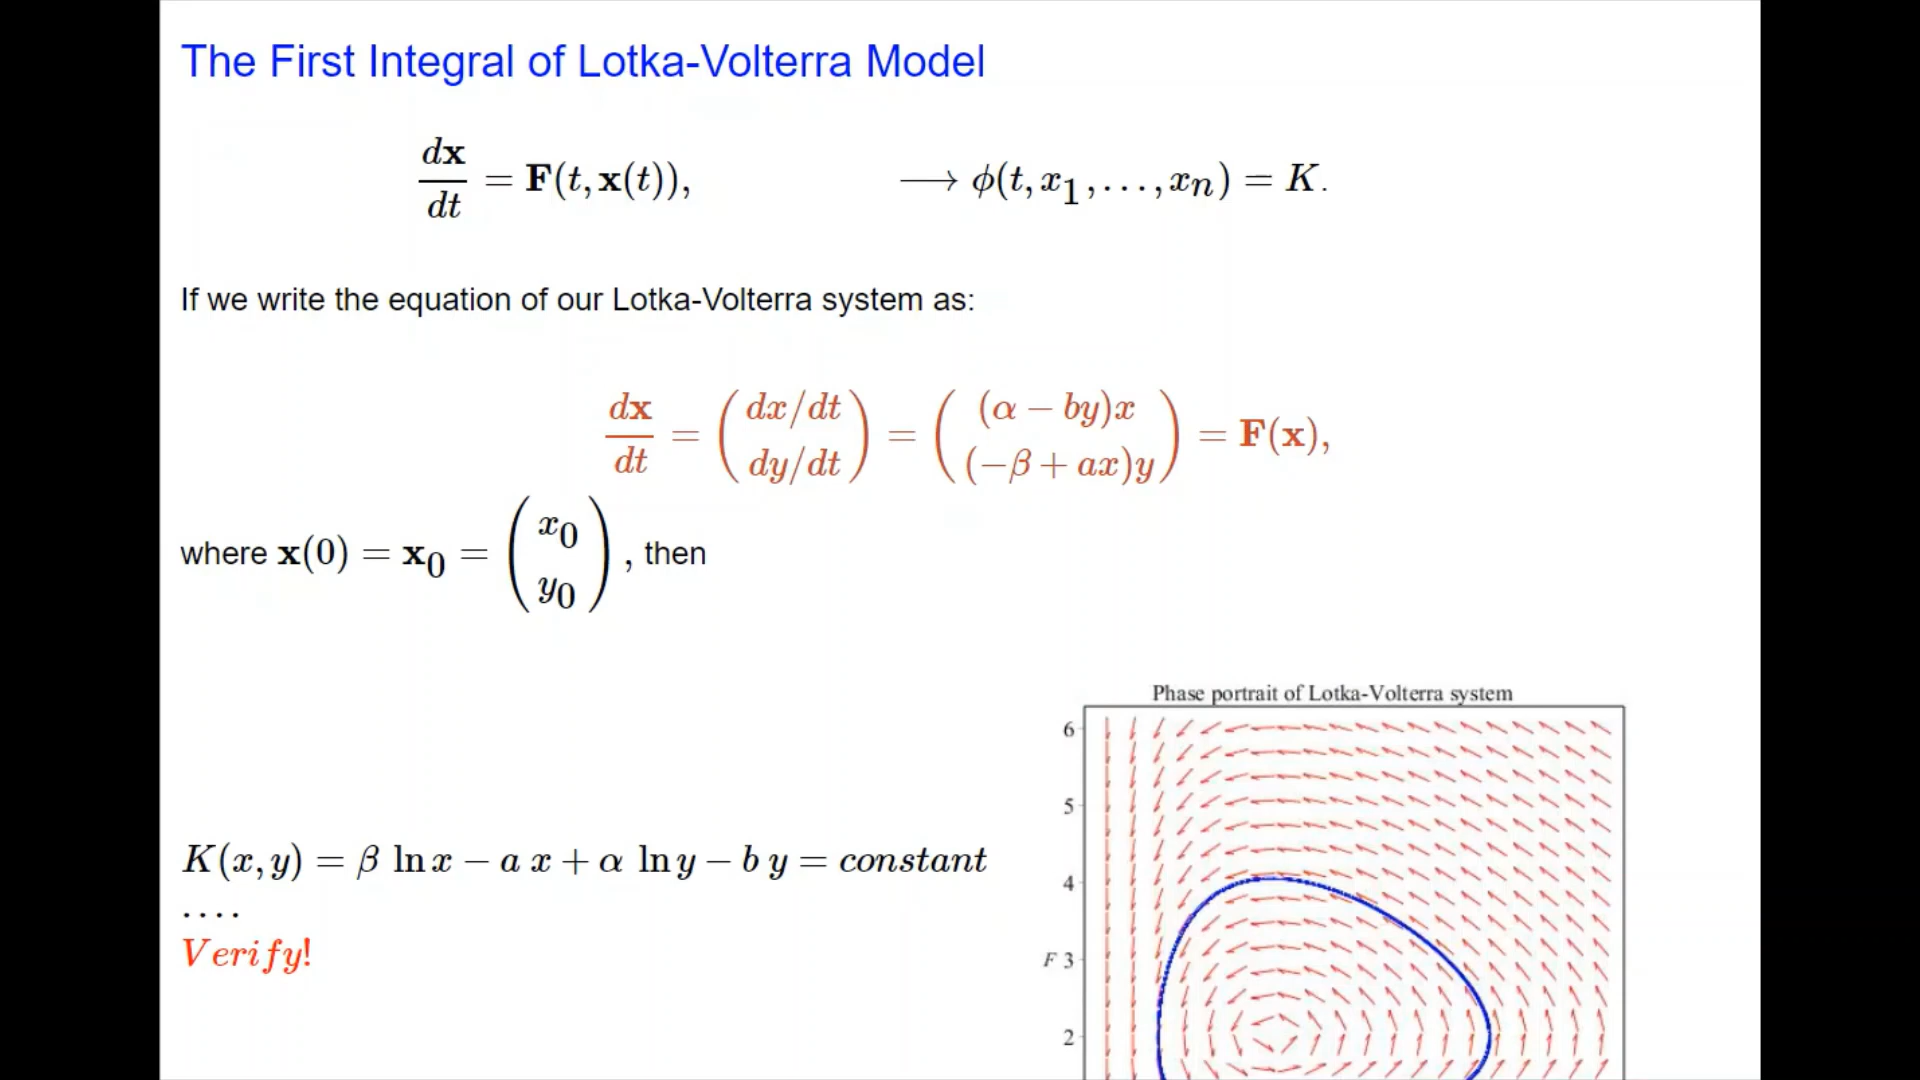 The First Integral of Lotka-Volterra Model
dx/dt = F(t, x(t)), ⟶ ϕ(t, x₁, …, xₙ) = K.
If we write the equation of our Lotka-Volterra system as:
dx/dt = (dx/dt dy/dt) = ((α − by)x (−β + ax)y) = F(x),
where x(0) = x₀ = (x₀ y₀), then
K(x, y) = β ln x − a x + α ln y − b y = constant
....
Verify!
Phase portrait of Lotka-Volterra system
6
5
4
F 3
2